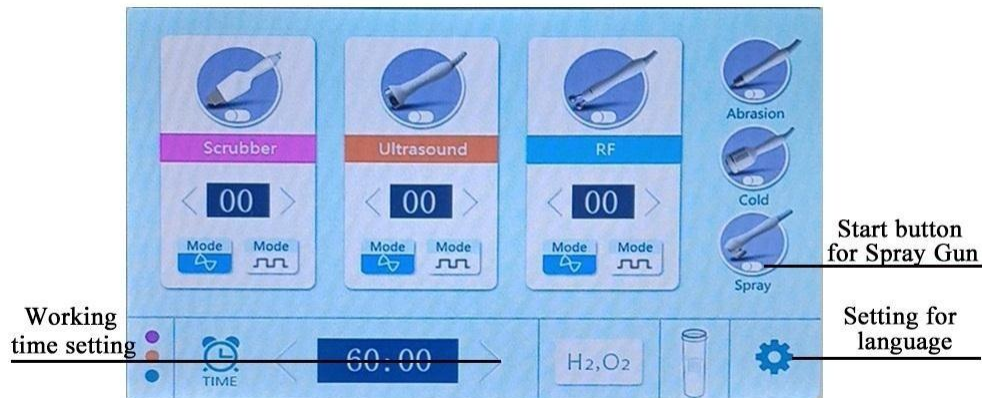 Scrubber
Ultrasound
RF
Abrasion
00
00
00
Cold
Mode
Mode
Mode
Mode
Mode
Mode
Spray
Start button
for Spray Gun
Working
time setting
TIME
60:00
H2,O2
Setting for
language